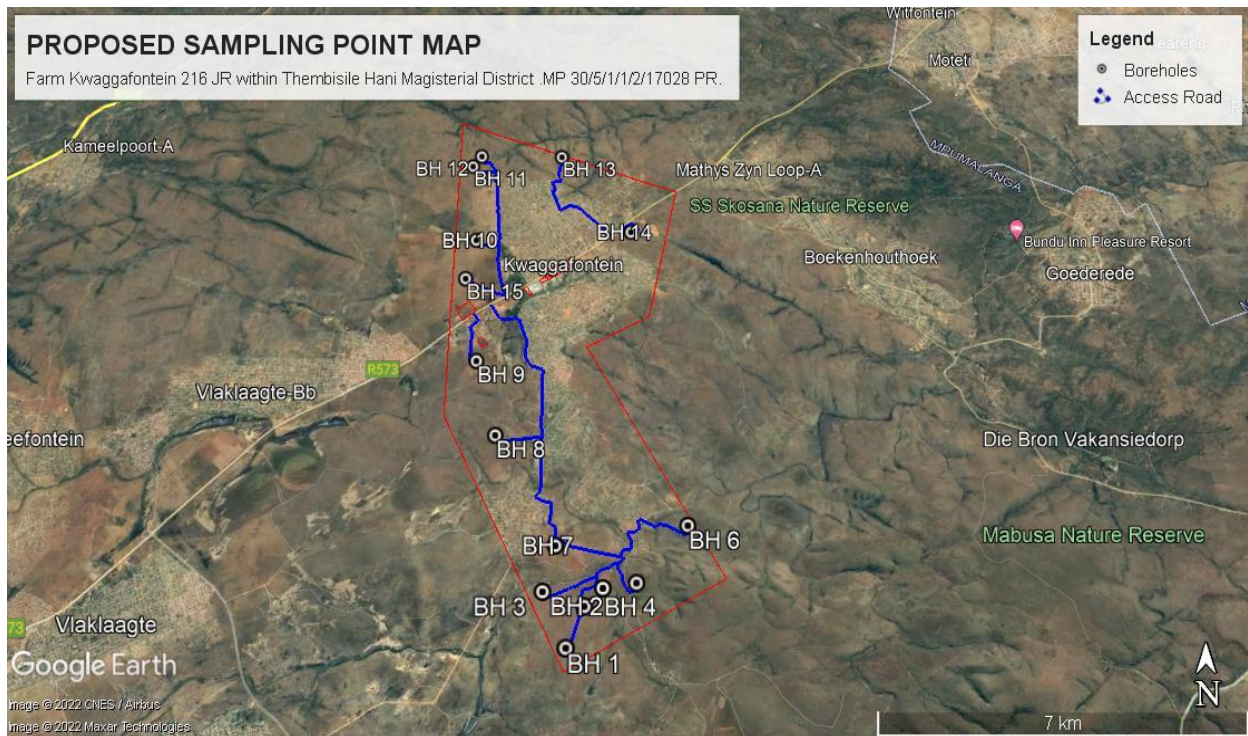 PROPOSED SAMPLING POINT MAP
Farm Kwaggafontein 216 JR within Thembisile Hani Magisterial District .MP 30/5/1/1/2/17028 PR.
Legend
Boreholes
Access Road
Witfontein
Moteti
Kameelpoort-A
MPUMALANGA
BH 12
BH 11
BH 13
Mathys Zyn Loop-A
SS Skosana Nature Reserve
BH 14
BH 10
Bundu Inn Pleasure Resort
Kwaggafontein
Boekenhouthoek
Goederede
BH 15
R573
BH 9
Vlaklaagte-Bb
eefontein
BH 8
Die Bron Vakansiedorp
Mabusa Nature Reserve
BH 6
BH 7
BH 3
BH 2
BH 4
Vlaklaagte
73
BH 1
Google Earth
N
7 km
Image © 2022 CNES / Airbus
Image © 2022 Maxar Technologies